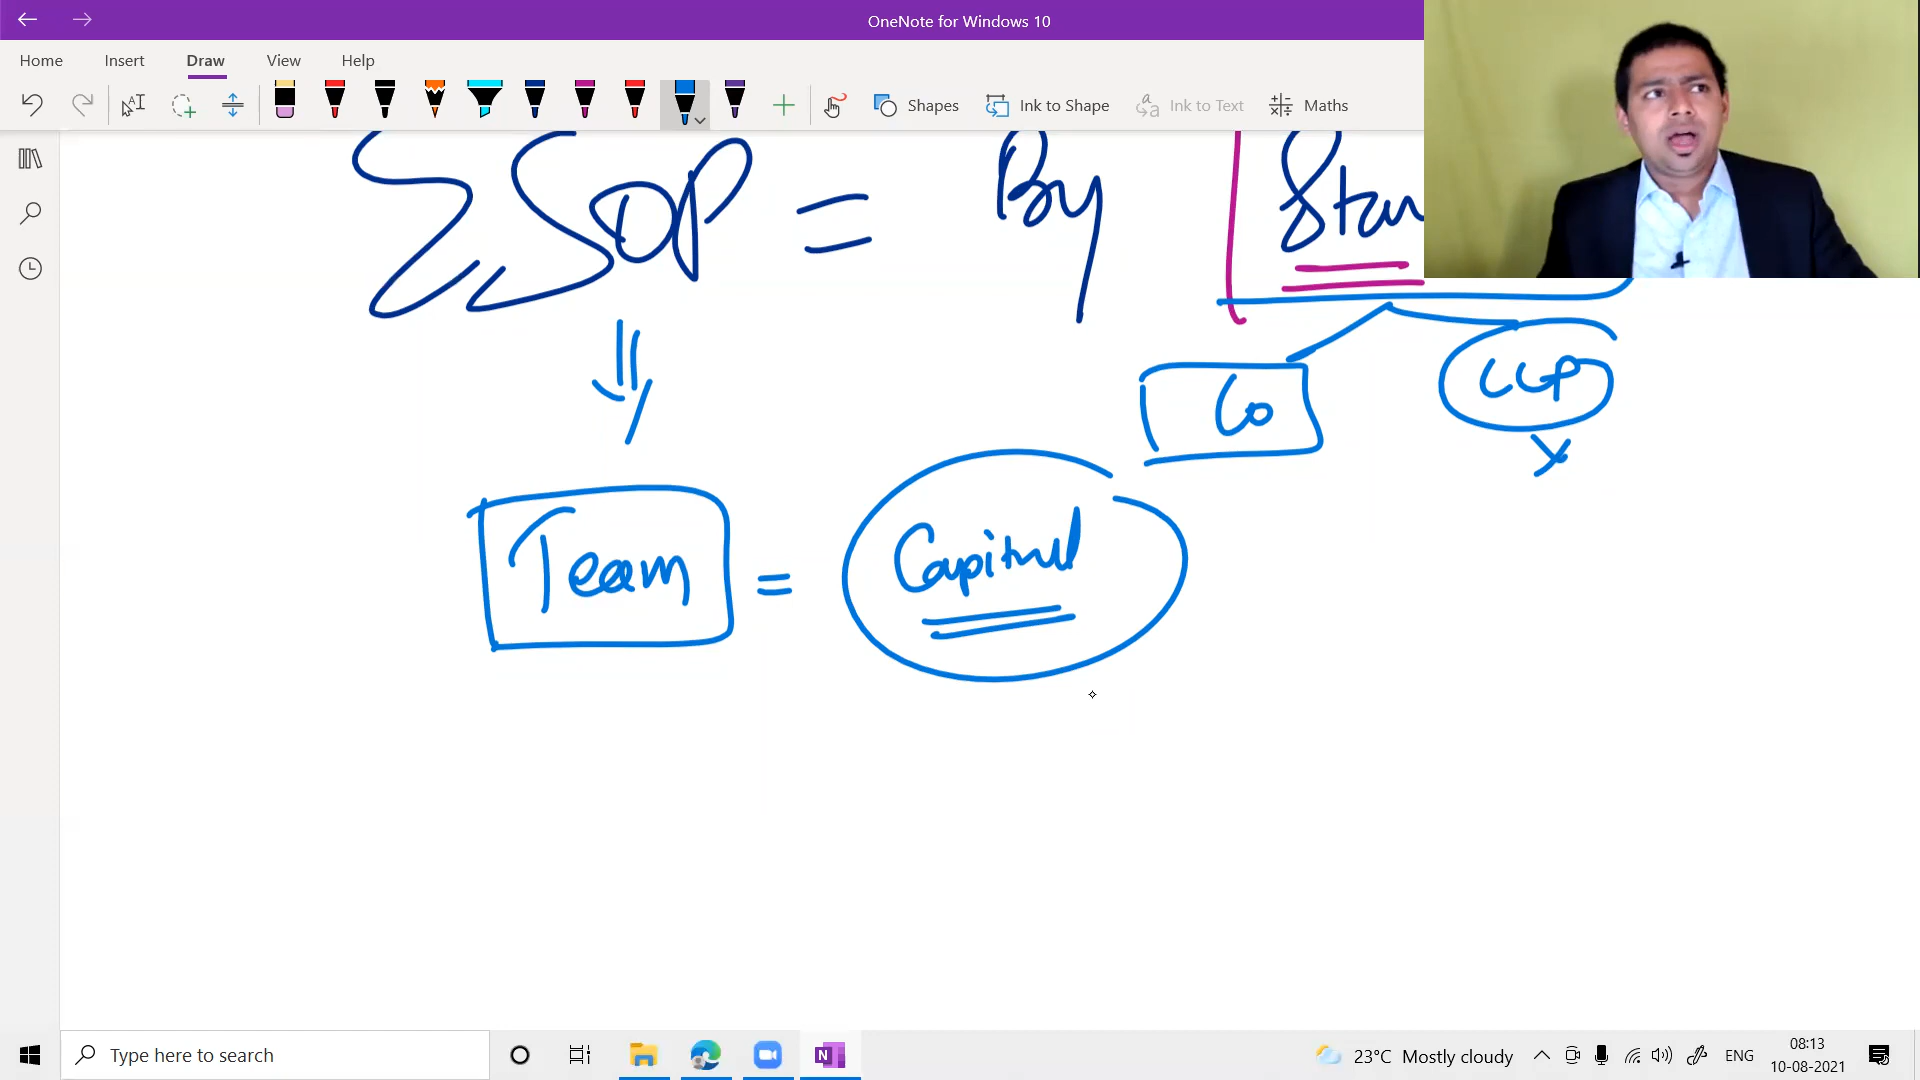 OneNote for Windows 10
Home Insert Draw View Help
Shapes Ink to Shape Ink to Text Maths
ESOP = By Star
Co LLP
x
Team = Capital
Type here to search
23°C Mostly cloudy ENG 08:13
10-08-2021